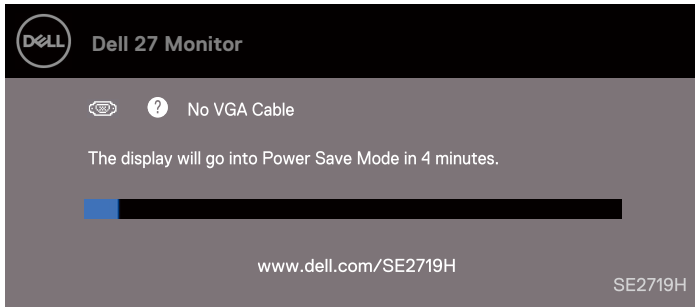 DELL
Dell 27 Monitor
? No VGA Cable
The display will go into Power Save Mode in 4 minutes.
www.dell.com/SE2719H
SE2719H